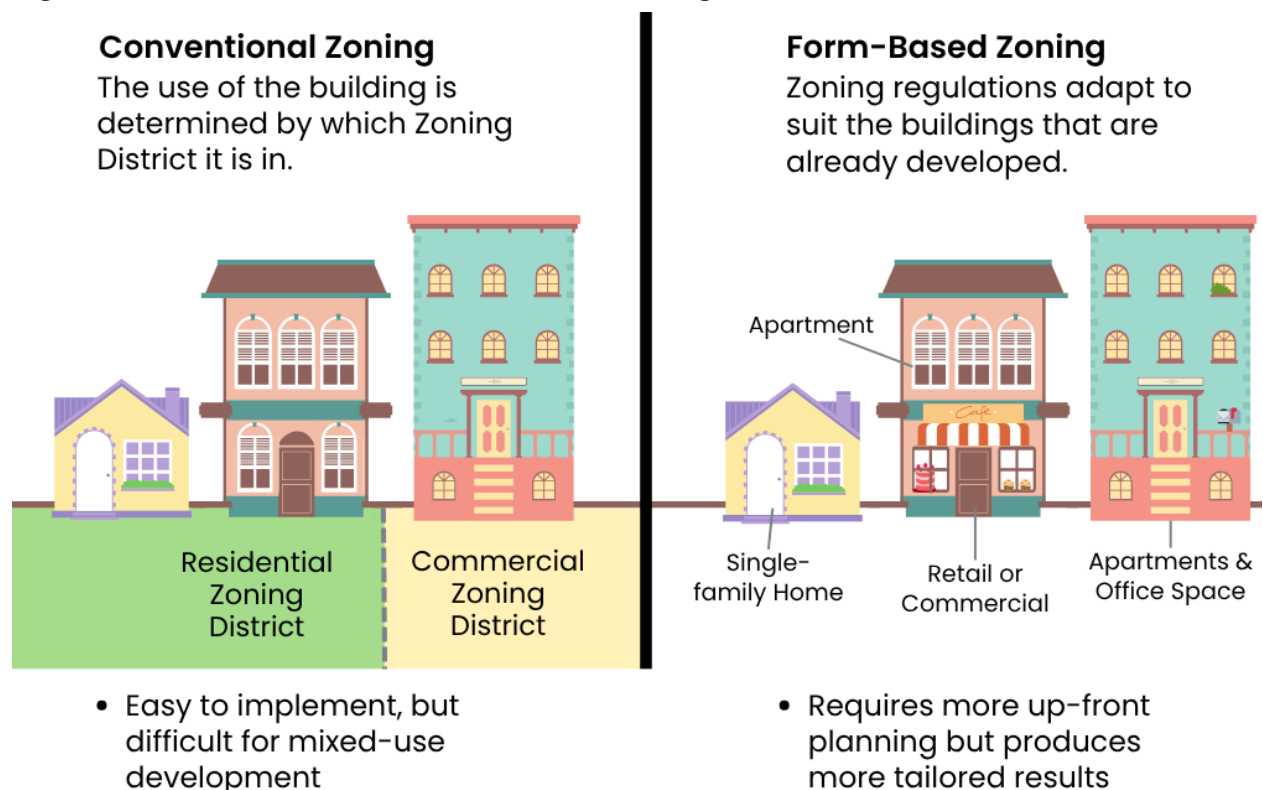 Conventional Zoning
The use of the building is
determined by which Zoning
District it is in.
Residential
Zoning
District
Commercial
Zoning
District
• Easy to implement, but
difficult for mixed-use
development
Form-Based Zoning
Zoning regulations adapt to
suit the buildings that are
already developed.
Apartment
Cafe
Single-
family Home
Retail or
Commercial
Apartments &
Office Space
• Requires more up-front
planning but produces
more tailored results